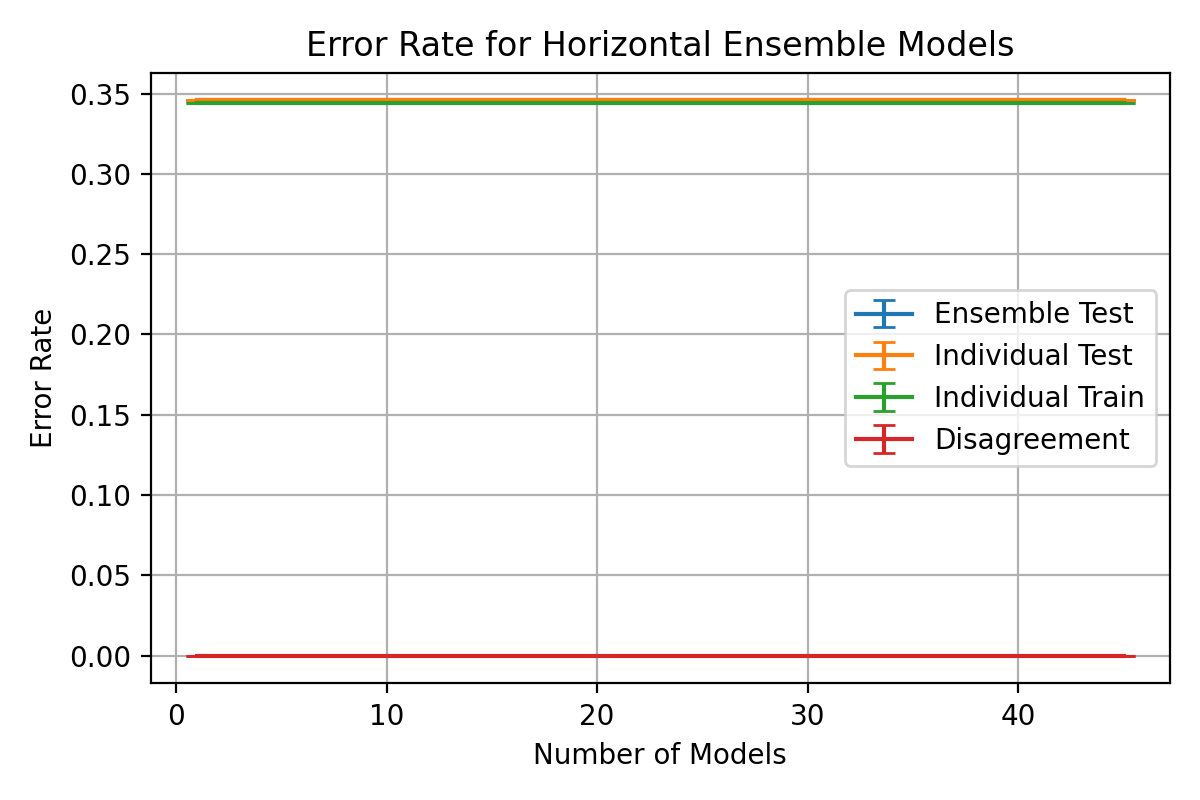 Error Rate for Horizontal Ensemble Models
0.35
0.30
0.25
0.20
0.15
0.10
0.05
0.00
Error Rate
Ensemble Test
Individual Test
Individual Train
Disagreement
0 10 20 30 40
Number of Models